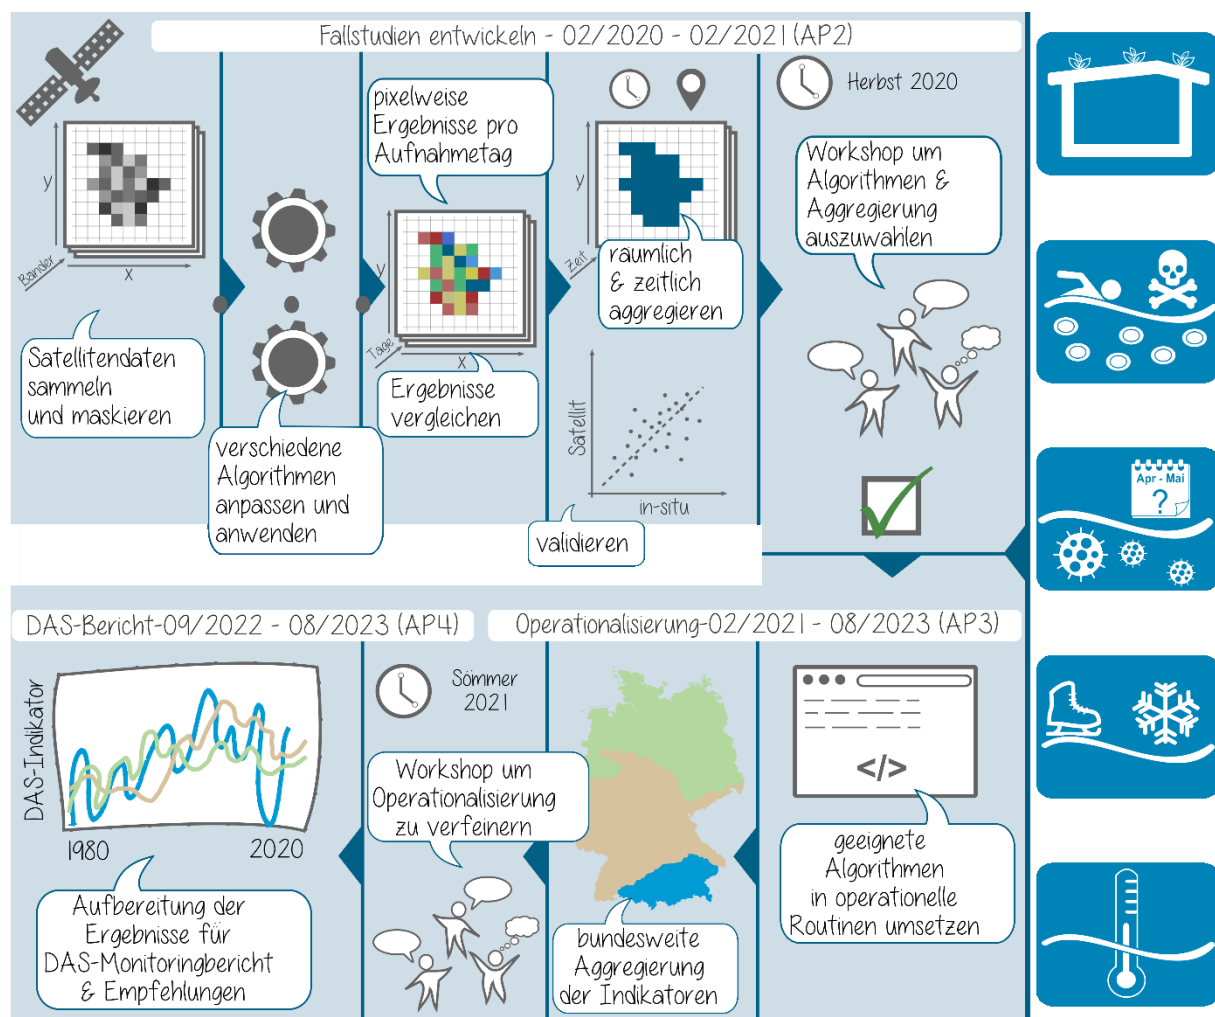 Fallstudien entwickeln - 02/2020 - 02/2021 (AP2)
y
Bänder
x
Satellitendaten
sammeln
und maskieren
verschiedene
Algorithmen
anpassen und
anwenden
pixelweise
Ergebnisse pro
Aufnahmetag
y
Tage
x
Ergebnisse
vergleichen
y
Zeit
räumlich
& zeitlich
aggregieren
Satellit
in-situ
validieren
Herbst 2020
Workshop um
Algorithmen &
Aggregierung
auszuwählen
Apr - Mai
?
DAS-Bericht-09/2022 - 08/2023 (AP4)
Operationalisierung-02/2021 - 08/2023 (AP3)
DAS-Indikator
1980
2020
Aufbereitung der
Ergebnisse für
DAS-Monitoringbericht
& Empfehlungen
Sömmer
2021
Workshop um
Operationalisierung
zu verfeinern
bundesweite
Aggregierung
der Indikatoren
</>
geeignete
Algorithmen
in operationelle
Routinen umsetzen